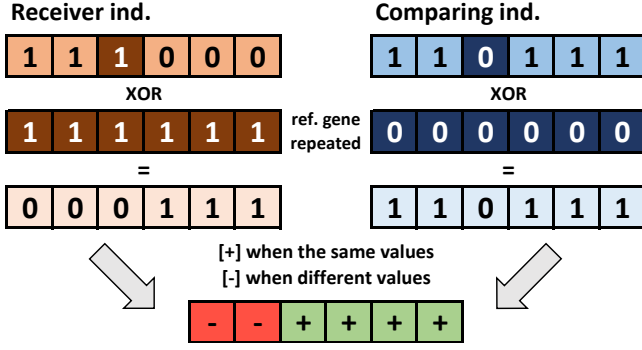 Receiver ind. Comparing ind.
1 1 1 0 0 0 1 1 0 1 1 1
XOR XOR
1 1 1 1 1 1 ref. gene repeated 0 0 0 0 0 0
= =
0 0 0 1 1 1 1 1 0 1 1 1
[+] when the same values
[-] when different values
- - + + + +